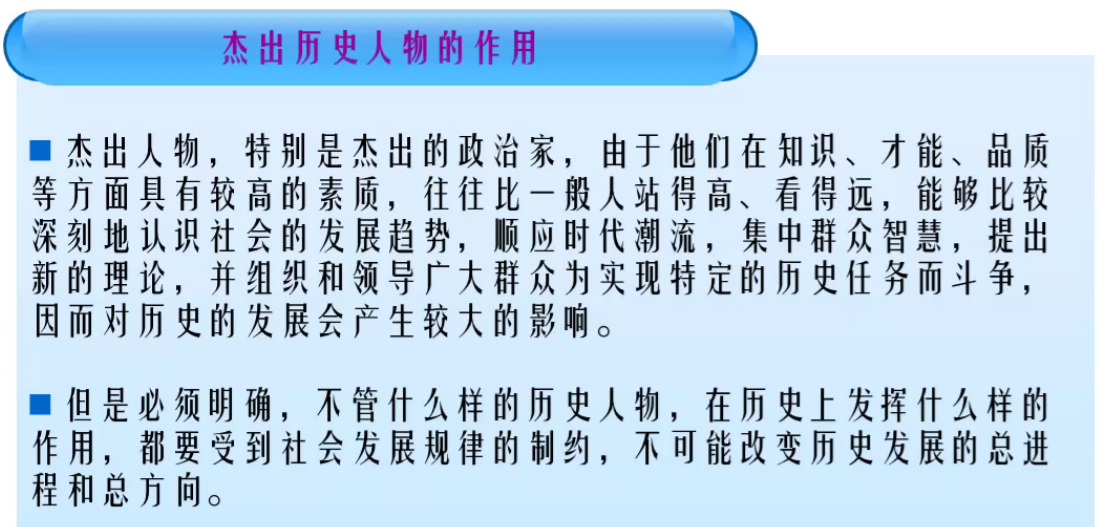 杰出历史人物的作用
■ 杰出人物，特别是杰出的政治家，由于他们在知识、才能、品质
等方面具有较高的素质，往往比一般人站得高、看得远，能够比较
深刻地认识社会的发展趋势，顺应时代潮流，集中群众智慧，提出
新的理论，并组织和领导广大群众为实现特定的历史任务而斗争，
因而对历史的发展会产生较大的影响。
■ 但是必须明确，不管什么样的历史人物，在历史上发挥什么样的
作用，都要受到社会发展规律的制约，不可能改变历史发展的总进
程和总方向。